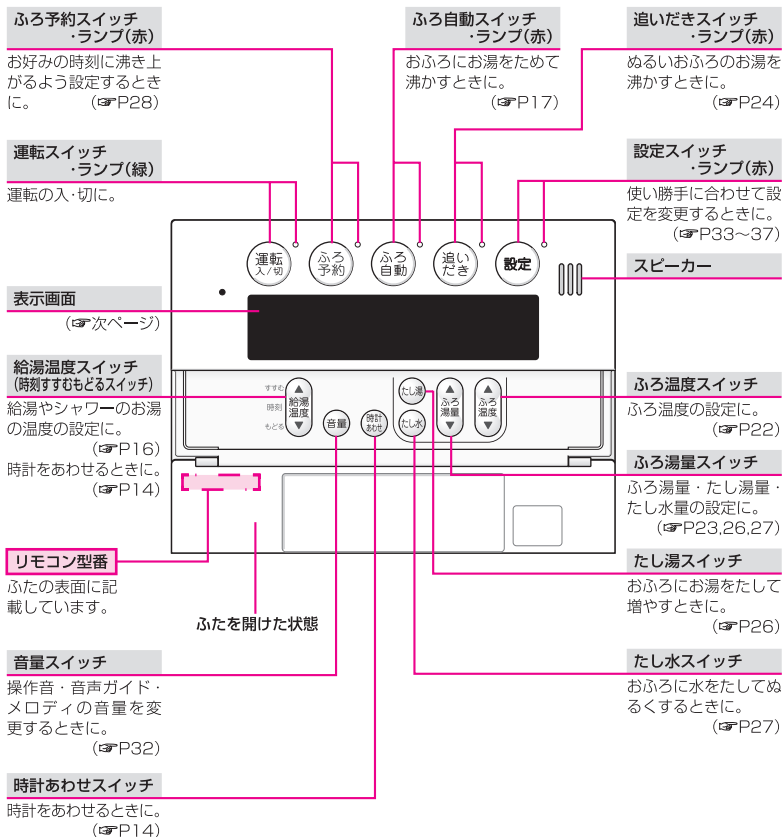 ふろ予約スイッチ
・ランプ(赤)
お好みの時刻に沸き上
がるよう設定するとき
に。 (☞P28)
ふろ自動スイッチ
・ランプ(赤)
おふろにお湯をためて
沸かすときに。
(☞P17)
追いだきスイッチ
・ランプ(赤)
ぬるいおふろのお湯を
沸かすときに。
(☞P24)
運転スイッチ
・ランプ(緑)
運転の入・切に。
設定スイッチ
・ランプ(赤)
使い勝手に合わせて設
定を変更するときに。
(☞P33～37)
運転
入/切
ふろ
予約
ふろ
自動
追い
だき
設定
スピーカー
表示画面
(☞次ページ)
給湯温度スイッチ
(時刻すすむもどるスイッチ)
給湯やシャワーのお湯
の温度の設定に。
(☞P16)
時計をあわせるときに。
(☞P14)
すすむ
時刻
もどる
▲
給湯
温度
▼
音量
時計
あわせ
たし湯
たし水
▲
ふろ
湯量
▼
▲
ふろ
温度
▼
ふろ温度スイッチ
ふろ温度の設定に。
(☞P22)
ふろ湯量スイッチ
ふろ湯量・たし湯量・
たし水量の設定に。
(☞P23,26,27)
リモコン型番
ふたの表面に記
載しています。
ふたを開けた状態
たし湯スイッチ
おふろにお湯をたして
増やすときに。
(☞P26)
音量スイッチ
操作音・音声ガイド・
メロディの音量を変
更するときに。
(☞P32)
たし水スイッチ
おふろに水をたしてぬ
るくするときに。
(☞P27)
時計あわせスイッチ
時計をあわせるときに。
(☞P14)